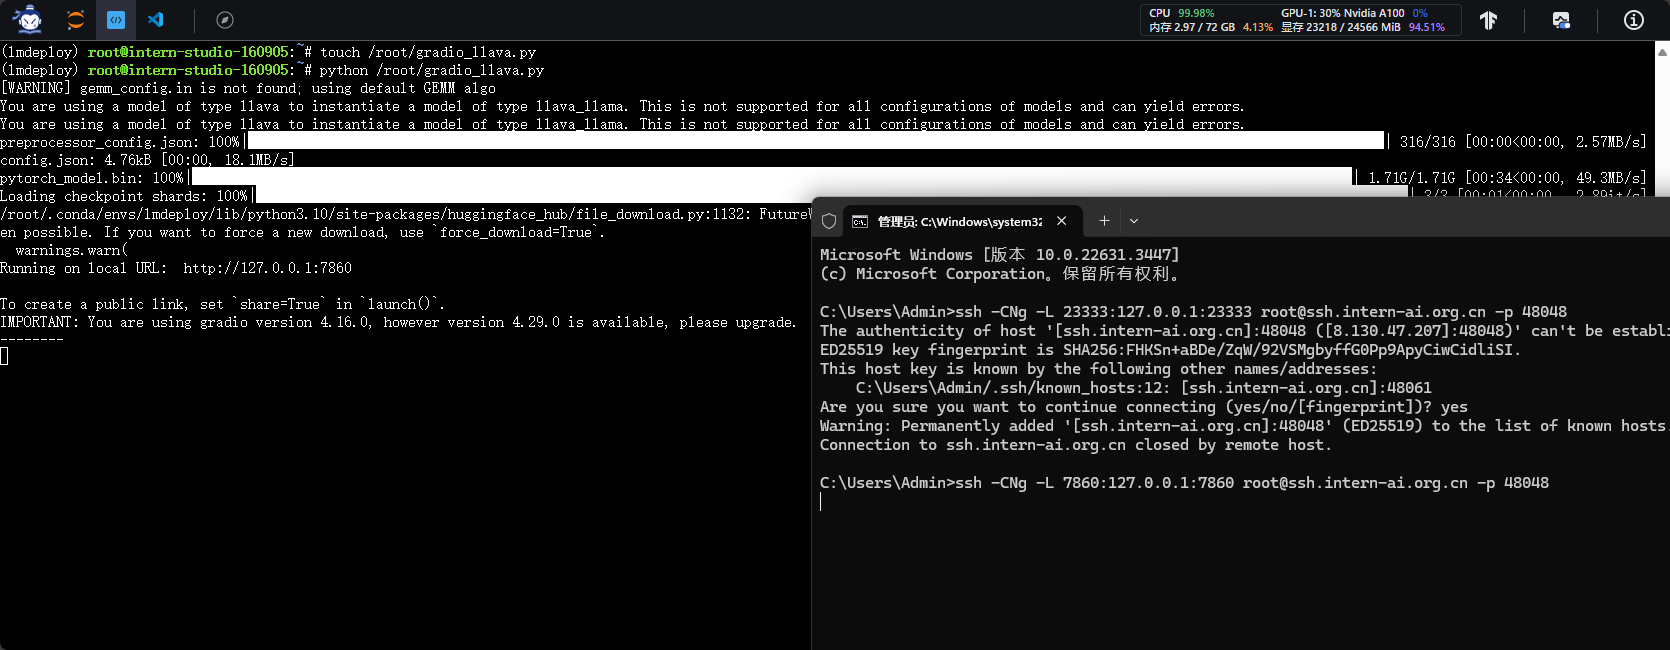 CPU 99.98%
GPU-1: 30% Nvidia A100 0%
内存 2.97 / 72 GB 4.13%
显存 23218 / 24566 MiB 94.51%
(lmdeploy) root@intern-studio-160905:~# touch /root/gradio_llava.py
(lmdeploy) root@intern-studio-160905:~# python /root/gradio_llava.py
[WARNING] gemm_config.in is not found; using default GEMM algo
You are using a model of type llava to instantiate a model of type llava_llama. This is not supported for all configurations of models and can yield errors.
You are using a model of type llava to instantiate a model of type llava_llama. This is not supported for all configurations of models and can yield errors.
preprocessor_config.json: 100%| | 316/316 [00:00<00:00, 2.57MB/s]
config.json: 4.76kB [00:00, 18.1MB/s]
pytorch_model.bin: 100%| | 1.71G/1.71G [00:34<00:00, 49.3MB/s]
Loading checkpoint shards: 100%| | 3/3 [00:01<00:00, 2.89it/s]
/root/.conda/envs/lmdeploy/lib/python3.10/site-packages/huggingface_hub/file_download.py:1132: Future
en possible. If you want to force a new download, use `force_download=True`.
warnings.warn(
Running on local URL: http://127.0.0.1:7860
To create a public link, set `share=True` in `launch()`.
IMPORTANT: You are using gradio version 4.16.0, however version 4.29.0 is available, please upgrade.
--------
管理员: C:\Windows\system32
Microsoft Windows [版本 10.0.22631.3447]
(c) Microsoft Corporation。保留所有权利。
C:\Users\Admin>ssh -CNg -L 23333:127.0.0.1:23333 root@ssh.intern-ai.org.cn -p 48048
The authenticity of host '[ssh.intern-ai.org.cn]:48048 ([8.130.47.207]:48048)' can't be establi
ED25519 key fingerprint is SHA256:FHKSn+aBDe/ZqW/92VSMgbyffG0Pp9ApyCiwCidliSI.
This host key is known by the following other names/addresses:
C:\Users\Admin/.ssh/known_hosts:12: [ssh.intern-ai.org.cn]:48061
Are you sure you want to continue connecting (yes/no/[fingerprint])? yes
Warning: Permanently added '[ssh.intern-ai.org.cn]:48048' (ED25519) to the list of known hosts.
Connection to ssh.intern-ai.org.cn closed by remote host.
C:\Users\Admin>ssh -CNg -L 7860:127.0.0.1:7860 root@ssh.intern-ai.org.cn -p 48048